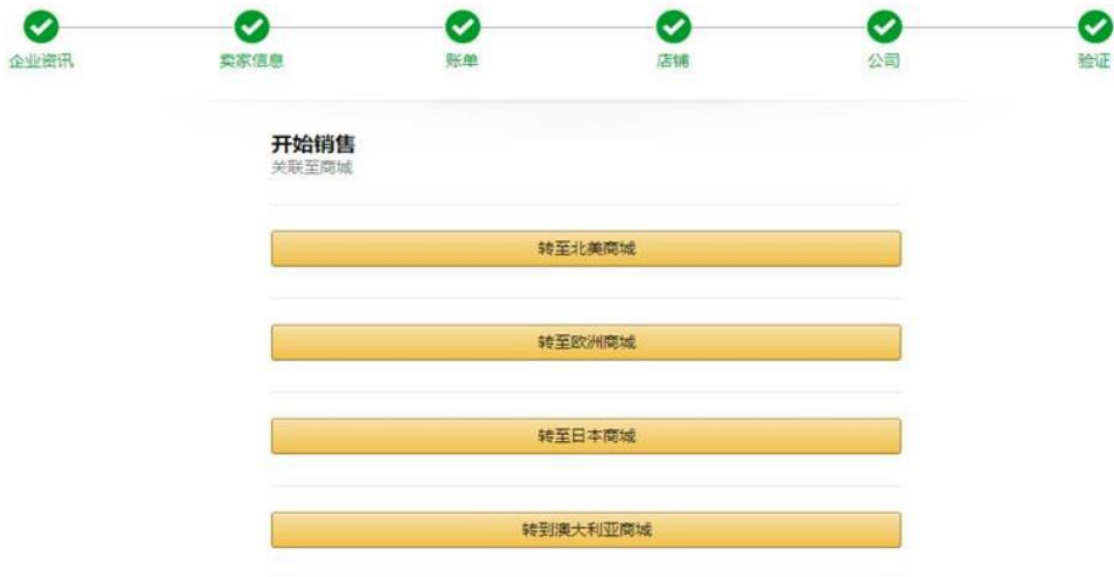 企业资讯 卖家信息 账单 店铺 公司 验证
开始销售
关联至商城
转至北美商城
转至欧洲商城
转至日本商城
转到澳大利亚商城